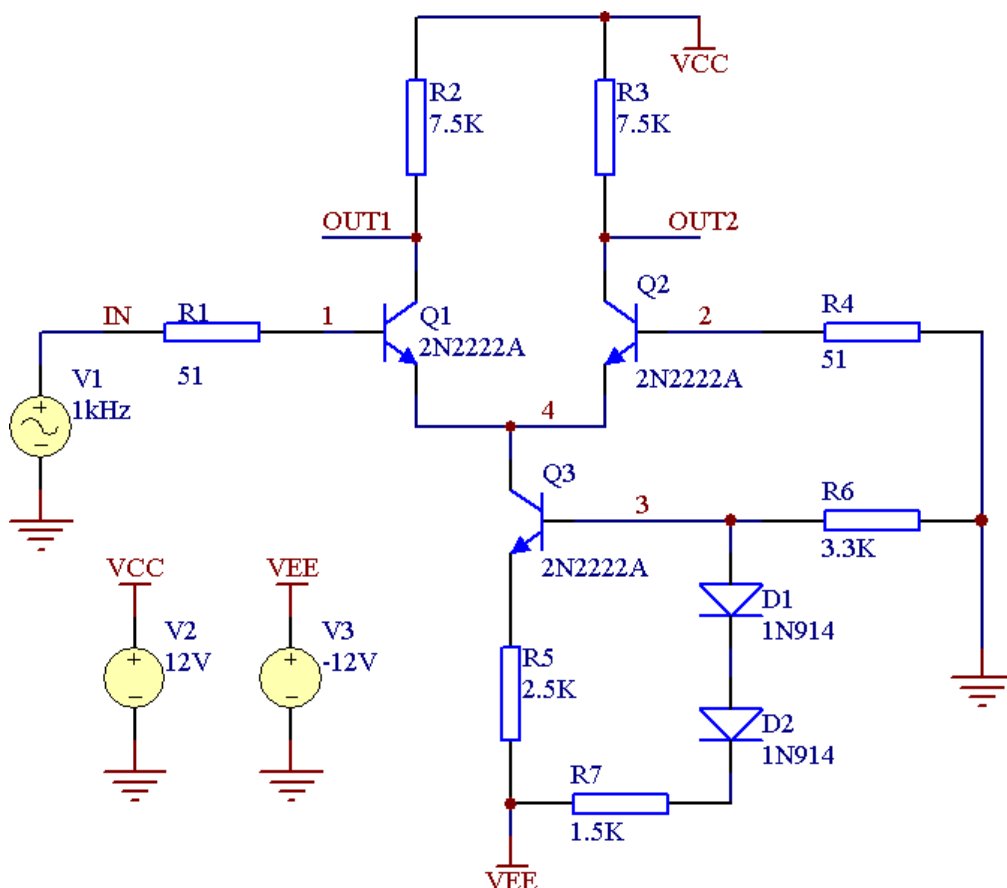 VCC
R2
7.5K
R3
7.5K
OUT1
OUT2
IN
R1
51
1
Q1
2N2222A
Q2
2N2222A
2
R4
51
V1
1kHz
4
Q3
2N2222A
3
R6
3.3K
VCC
V2
12V
VEE
V3
-12V
R5
2.5K
D1
1N914
D2
1N914
R7
1.5K
VEE
+
−
+
−
+
−